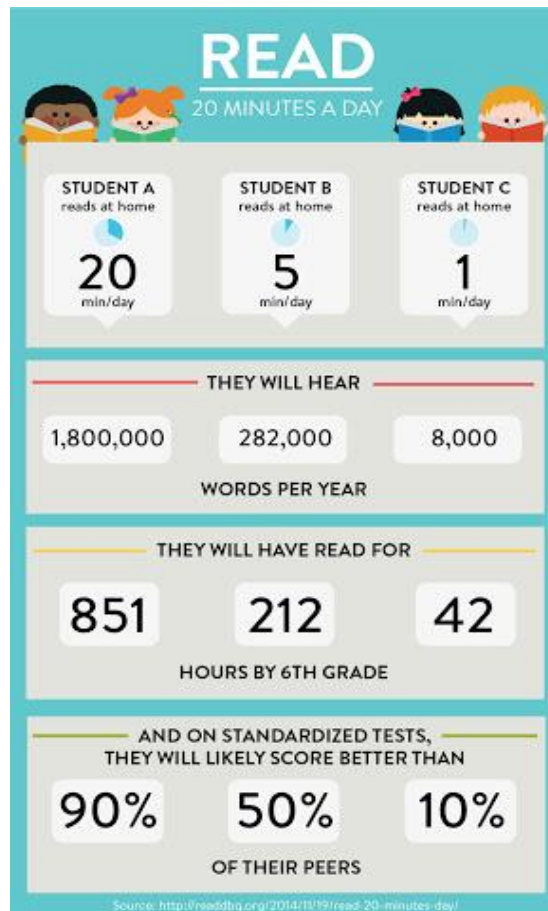 READ
20 MINUTES A DAY
STUDENT A
reads at home
20
min/day
STUDENT B
reads at home
5
min/day
STUDENT C
reads at home
1
min/day
THEY WILL HEAR
1,800,000 282,000 8,000
WORDS PER YEAR
THEY WILL HAVE READ FOR
851 212 42
HOURS BY 6TH GRADE
AND ON STANDARDIZED TESTS,
THEY WILL LIKELY SCORE BETTER THAN
90% 50% 10%
OF THEIR PEERS
Source: http://readdbq.org/2014/11/19/read-20-minutes-day/